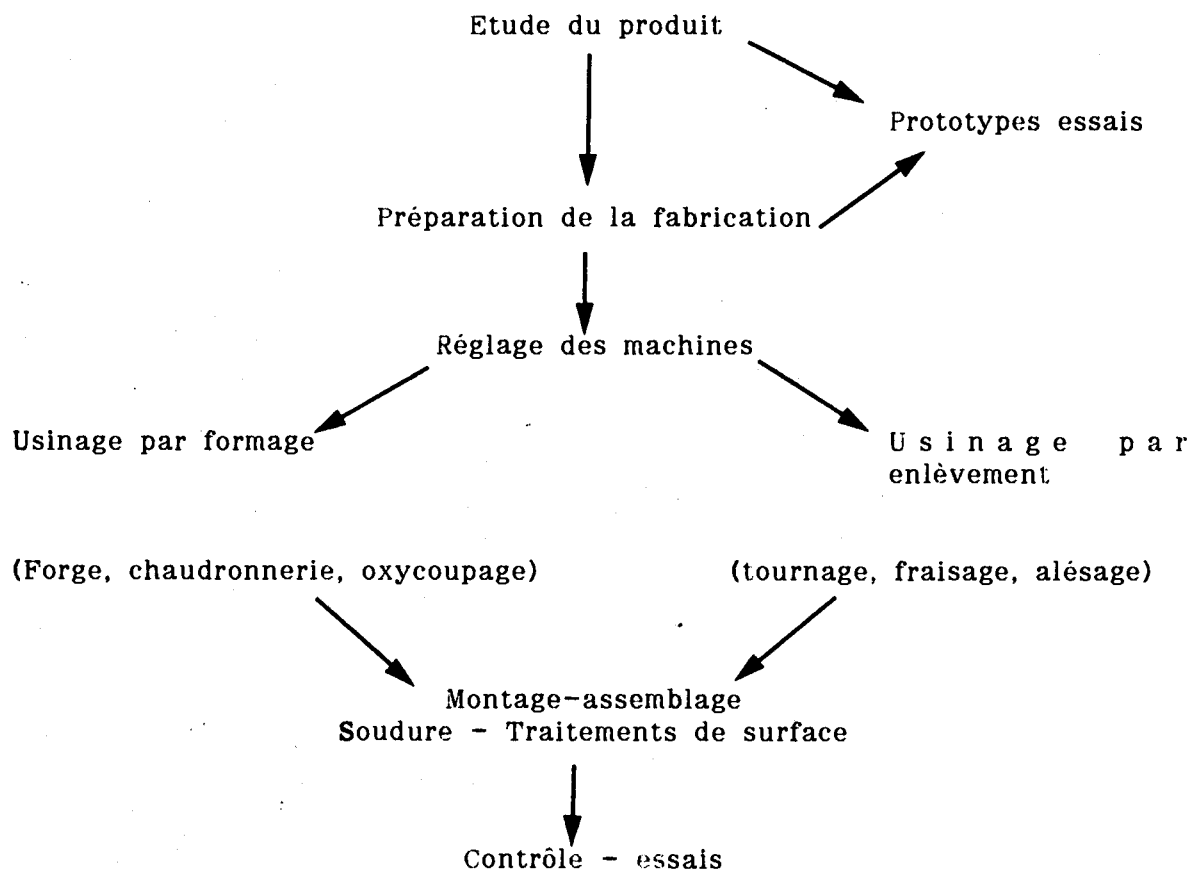 Etude du produit
Prototypes essais
Préparation de la fabrication
Réglage des machines
Usinage par formage
Usinage par
enlèvement
(Forge, chaudronnerie, oxycoupage)
(tournage, fraisage, alésage)
Montage-assemblage
Soudure - Traitements de surface
Contrôle - essais